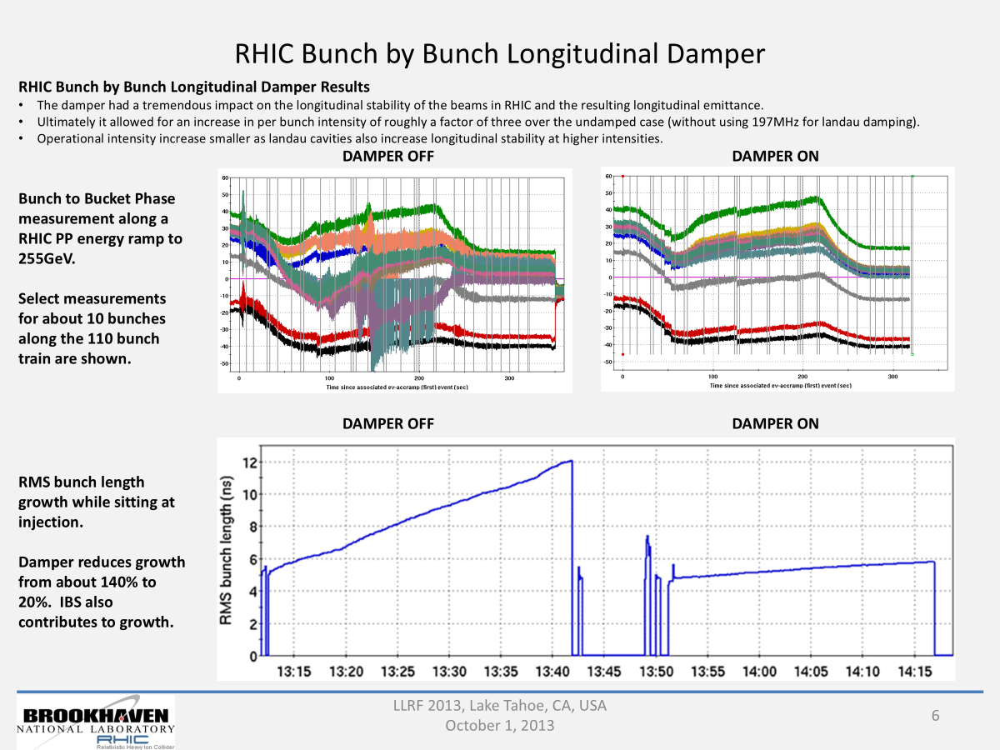 RHIC Bunch by Bunch Longitudinal Damper
RHIC Bunch by Bunch Longitudinal Damper Results
• The damper had a tremendous impact on the longitudinal stability of the beams in RHIC and the resulting longitudinal emittance.
• Ultimately it allowed for an increase in per bunch intensity of roughly a factor of three over the undamped case (without using 197MHz for landau damping).
• Operational intensity increase smaller as landau cavities also increase longitudinal stability at higher intensities.
DAMPER OFF
DAMPER ON
Bunch to Bucket Phase
measurement along a
RHIC PP energy ramp to
255GeV.
Select measurements
for about 10 bunches
along the 110 bunch
train are shown.
60
50
40
30
20
10
0
-10
-20
-30
-40
-50
0 100 200 300
Time since associated ev-accramp (first) event (sec)
60
50
40
30
20
10
0
-10
-20
-30
-40
-50
0 100 200 300
Time since associated ev-accramp (first) event (sec)
DAMPER OFF
DAMPER ON
RMS bunch length
growth while sitting at
injection.
Damper reduces growth
from about 140% to
20%. IBS also
contributes to growth.
RMS bunch length (ns)
12
10
8
6
4
2
0
13:15 13:20 13:25 13:30 13:35 13:40 13:45 13:50 13:55 14:00 14:05 14:10 14:15
BROOKHAVEN
NATIONAL LABORATORY
RHIC
Relativistic Heavy Ion Collider
LLRF 2013, Lake Tahoe, CA, USA
October 1, 2013
6